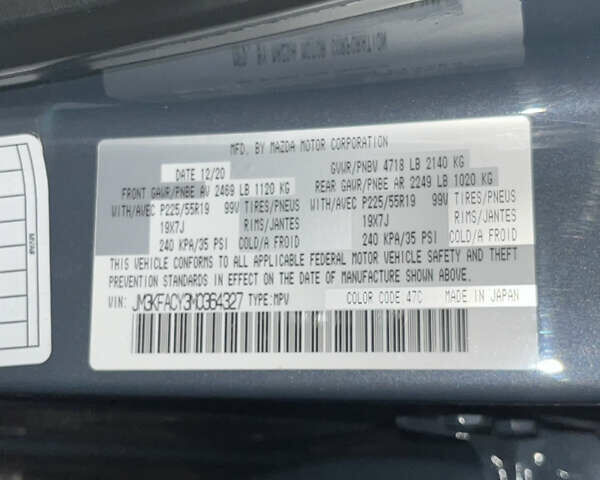 MFD. BY MAZDA MOTOR CORPORATION
DATE 12/20 GVWR/PNBV 4718 LB 2140 KG
FRONT GAWR/PNBE AV 2469 LB 1120 KG REAR GAWR/PNBE AR 2249 LB 1020 KG
WITH/AVEC P225/55R19 99V TIRES/PNEUS WITH/AVEC P225/55R19 99V TIRES/PNEUS
19X7J RIMS/JANTES 19X7J RIMS/JANTES
240 KPA/35 PSI COLD/A FROID 240 KPA/35 PSI COLD/A FROID
THIS VEHICLE CONFORMS TO ALL APPLICABLE FEDERAL MOTOR VEHICLE SAFETY AND THEFT
PREVENTION STANDARDS IN EFFECT ON THE DATE OF MANUFACTURE SHOWN ABOVE.
VIN: JM3KFACY3M0364327 TYPE: MPV COLOR CODE 47C MADE IN JAPAN